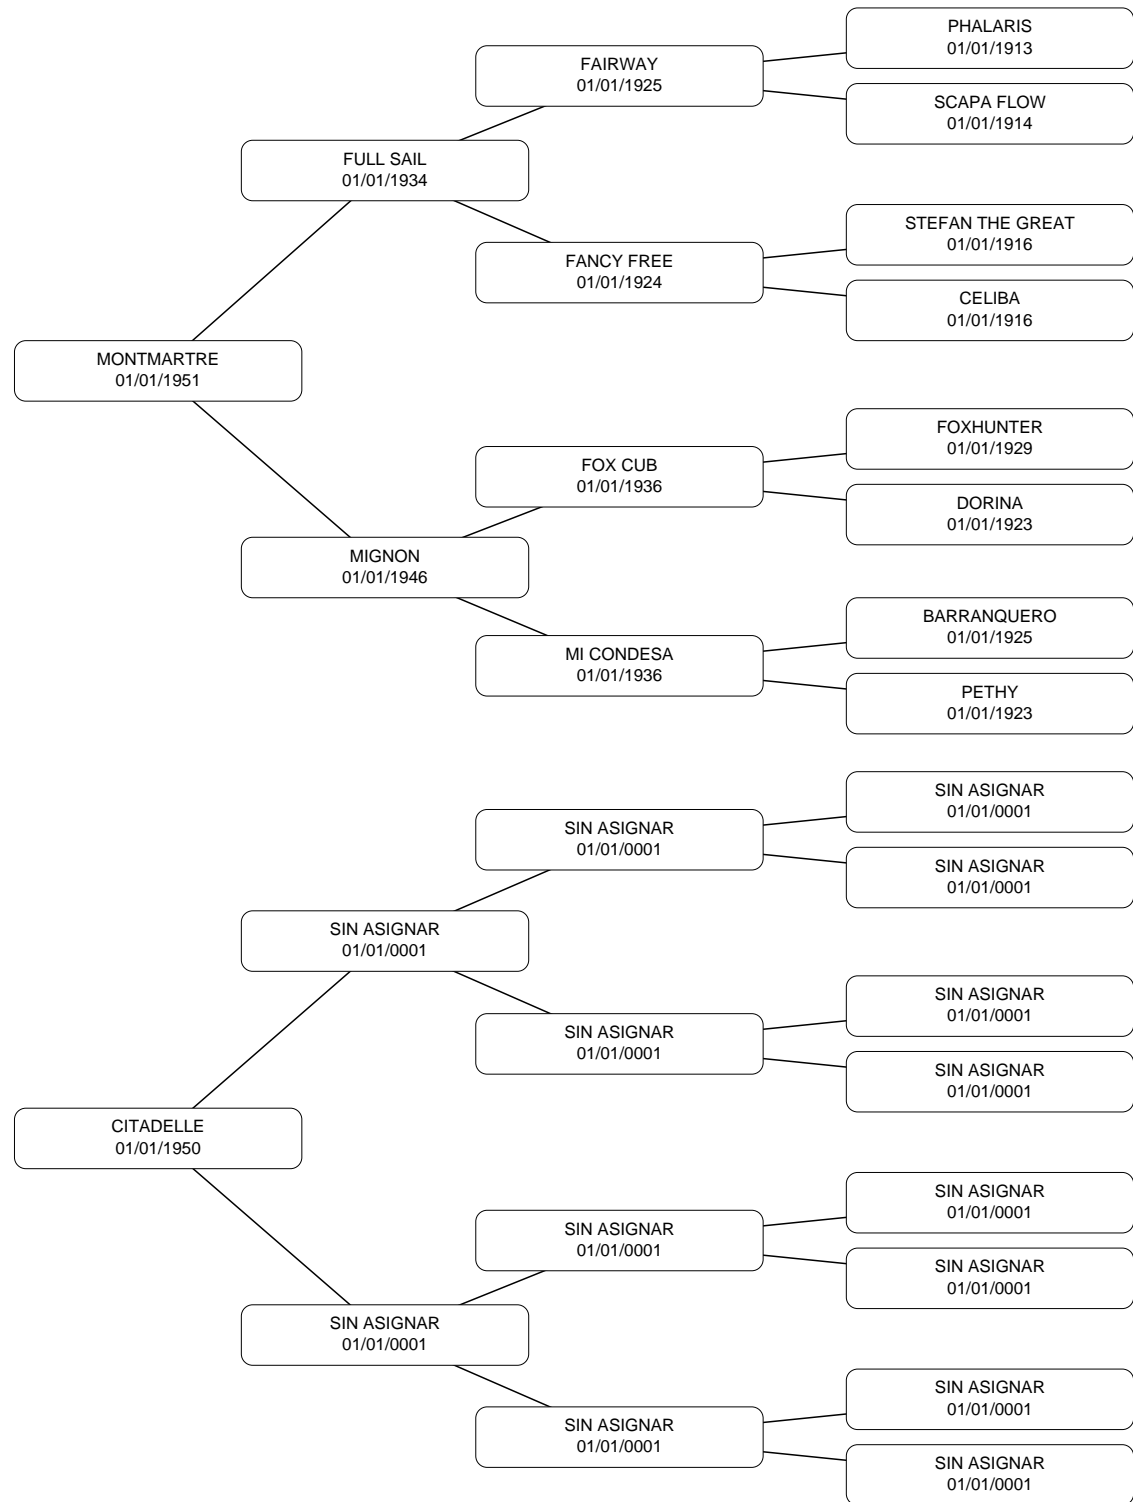 PHALARIS
01/01/1913
FAIRWAY
01/01/1925
SCAPA FLOW
01/01/1914
FULL SAIL
01/01/1934
STEFAN THE GREAT
01/01/1916
FANCY FREE
01/01/1924
CELIBA
01/01/1916
MONTMARTRE
01/01/1951
FOXHUNTER
01/01/1929
FOX CUB
01/01/1936
DORINA
01/01/1923
MIGNON
01/01/1946
BARRANQUERO
01/01/1925
MI CONDESA
01/01/1936
PETHY
01/01/1923
SIN ASIGNAR
01/01/0001
SIN ASIGNAR
01/01/0001
SIN ASIGNAR
01/01/0001
SIN ASIGNAR
01/01/0001
SIN ASIGNAR
01/01/0001
SIN ASIGNAR
01/01/0001
SIN ASIGNAR
01/01/0001
CITADELLE
01/01/1950
SIN ASIGNAR
01/01/0001
SIN ASIGNAR
01/01/0001
SIN ASIGNAR
01/01/0001
SIN ASIGNAR
01/01/0001
SIN ASIGNAR
01/01/0001
SIN ASIGNAR
01/01/0001
SIN ASIGNAR
01/01/0001